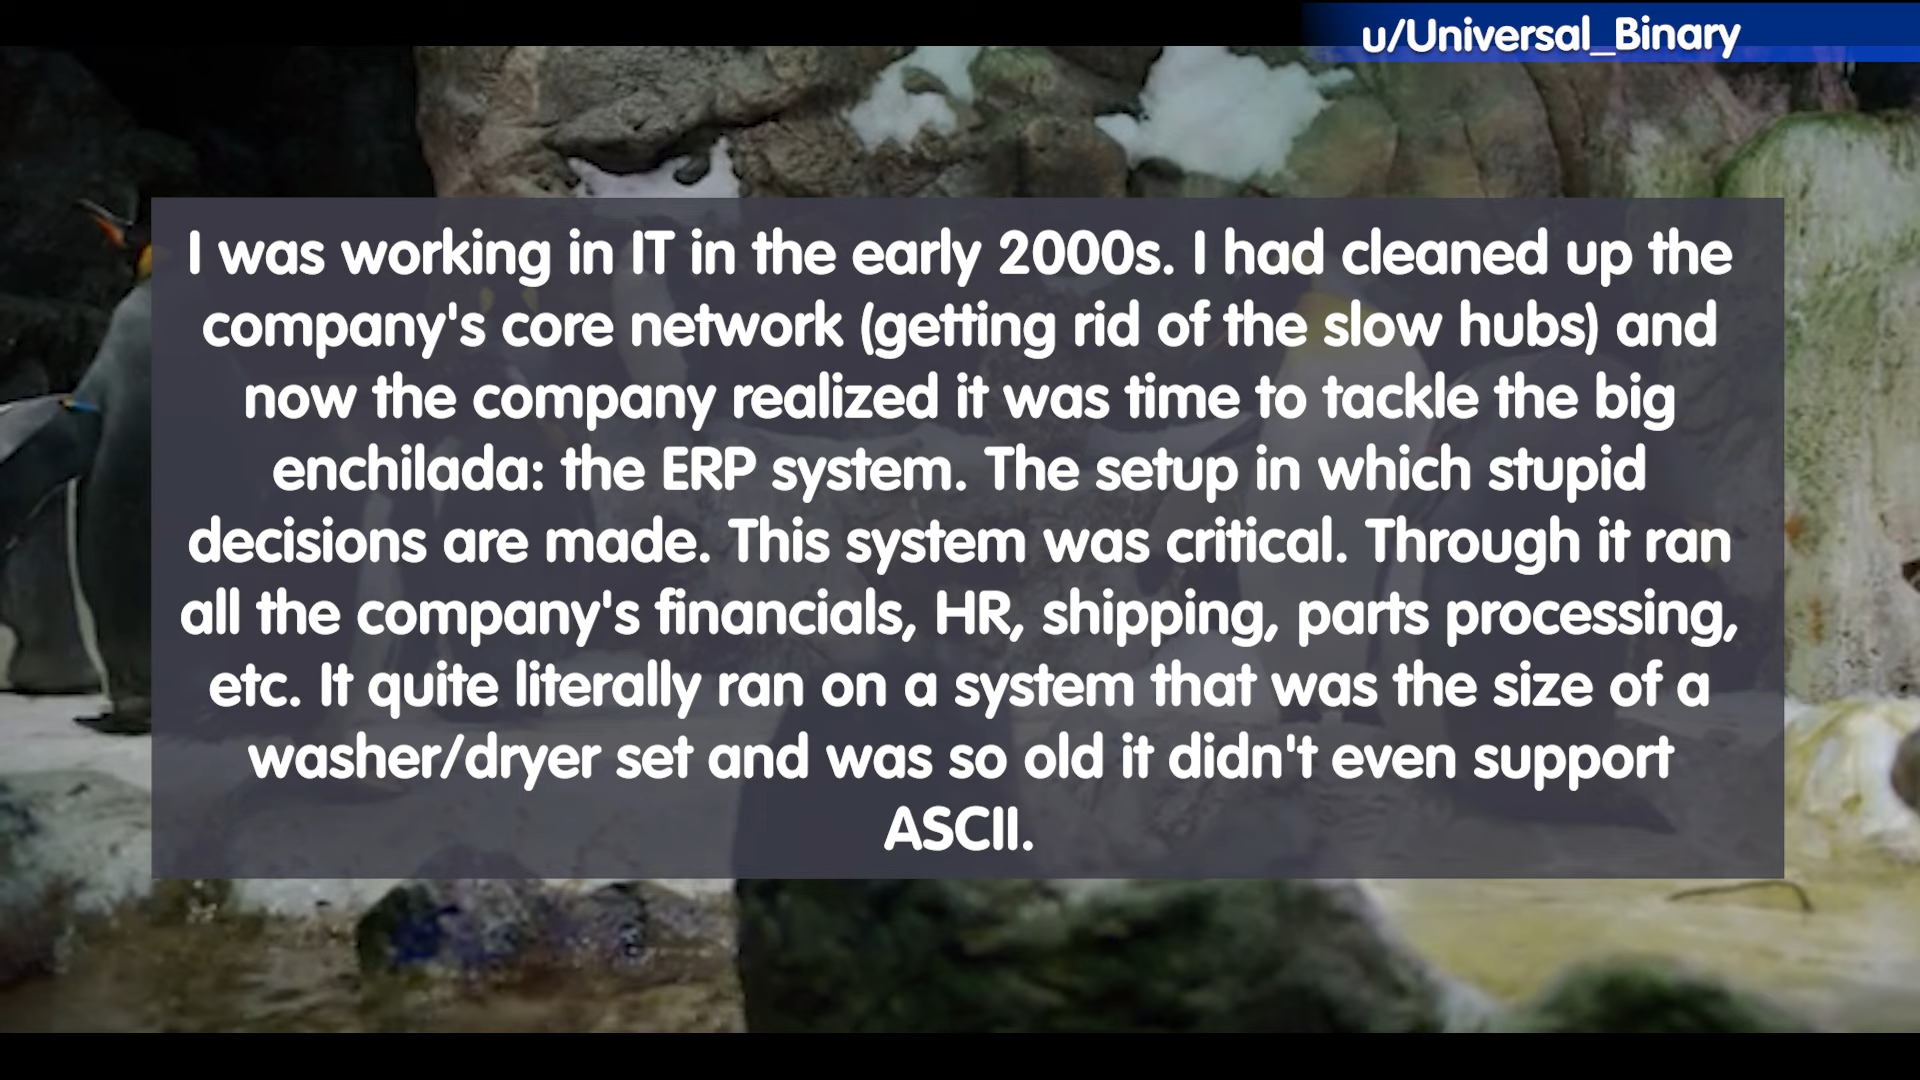 u/Universal_Binary
I was working in IT in the early 2000s. I had cleaned up the
company's core network (getting rid of the slow hubs) and
now the company realized it was time to tackle the big
enchilada: the ERP system. The setup in which stupid
decisions are made. This system was critical. Through it ran
all the company's financials, HR, shipping, parts processing,
etc. It quite literally ran on a system that was the size of a
washer/dryer set and was so old it didn't even support
ASCII.